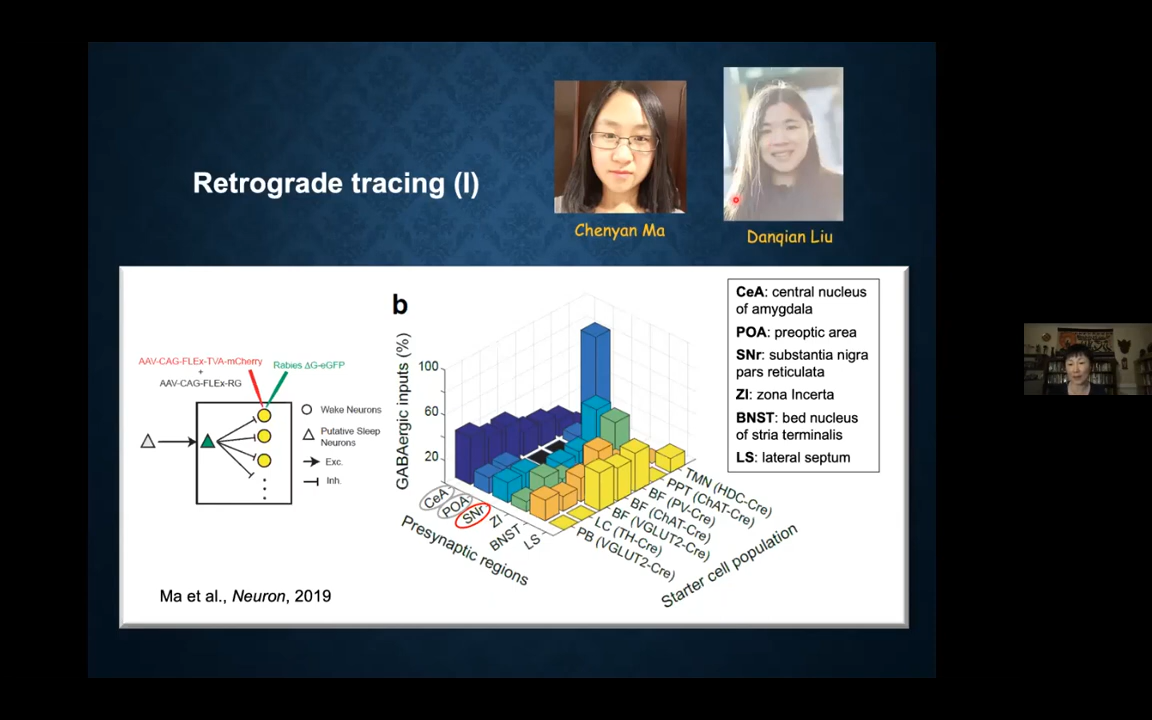 Retrograde tracing (I)
Chenyan Ma
Danqian Liu
AAV-CAG-FLEx-TVA-mCherry
+
AAV-CAG-FLEx-RG
Rabies ΔG-eGFP
Wake Neurons
Putative Sleep
Neurons
Exc.
Inh.
b
GABAergic inputs (%)
100
60
20
CeA
POA
SNr
ZI
BNST
LS
Presynaptic regions
TMN (HDC-Cre)
PPT (ChAT-Cre)
BF (PV-Cre)
BF (ChAT-Cre)
BF (VGLUT2-Cre)
LC (TH-Cre)
PB (VGLUT2-Cre)
Starter cell population
CeA: central nucleus
of amygdala
POA: preoptic area
SNr: substantia nigra
pars reticulata
ZI: zona Incerta
BNST: bed nucleus
of stria terminalis
LS: lateral septum
Ma et al., Neuron, 2019